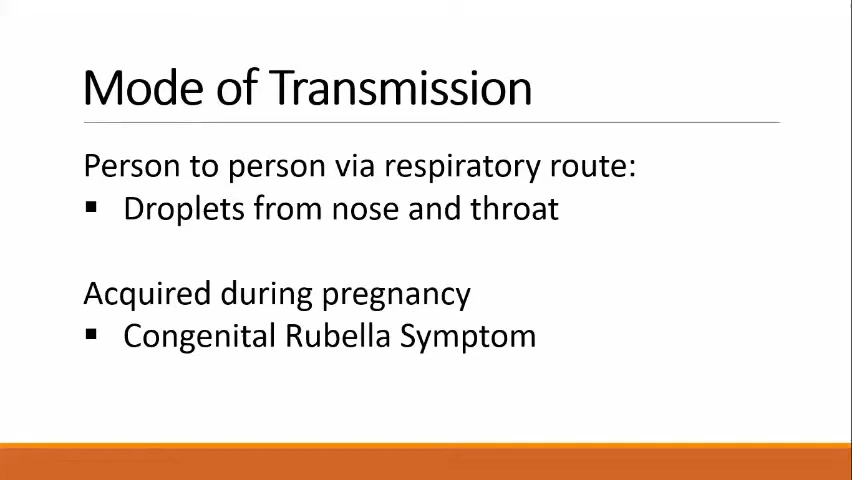 Mode of Transmission
Person to person via respiratory route:
▪ Droplets from nose and throat
Acquired during pregnancy
▪ Congenital Rubella Symptom